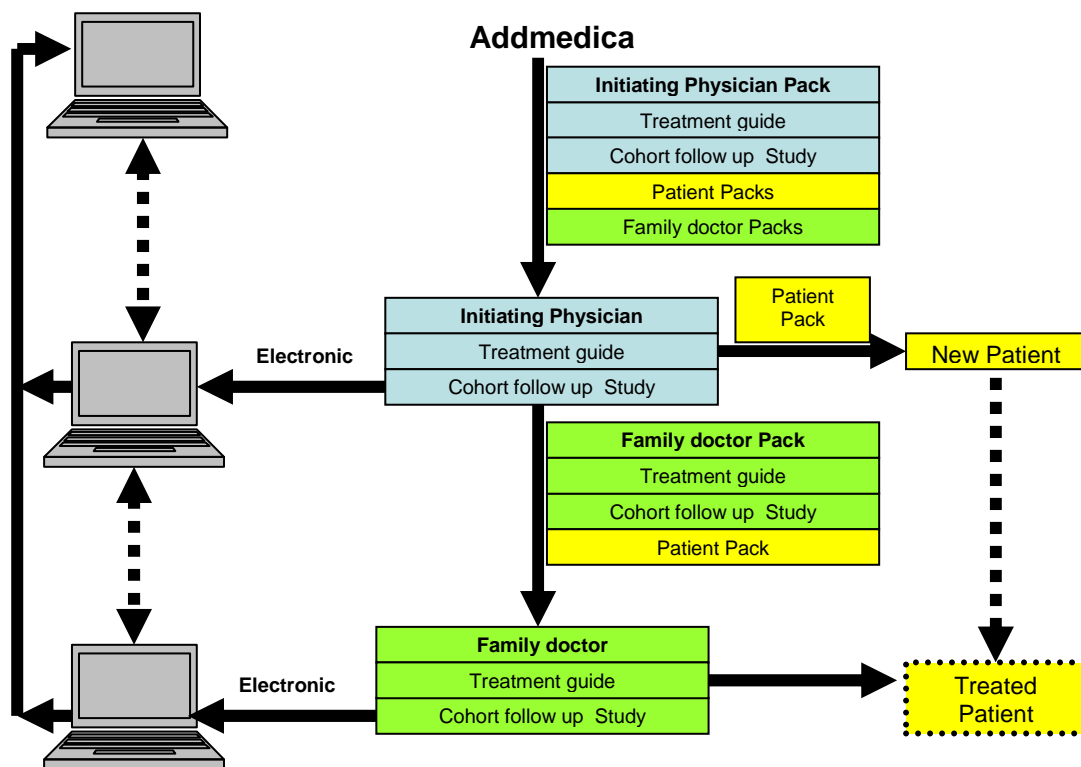 Addmedica
Initiating Physician Pack
Treatment guide
Cohort follow up Study
Patient Packs
Family doctor Packs
Initiating Physician
Treatment guide
Cohort follow up Study
Electronic
Patient
Pack
New Patient
Family doctor Pack
Treatment guide
Cohort follow up Study
Patient Pack
Family doctor
Treatment guide
Cohort follow up Study
Electronic
Treated
Patient